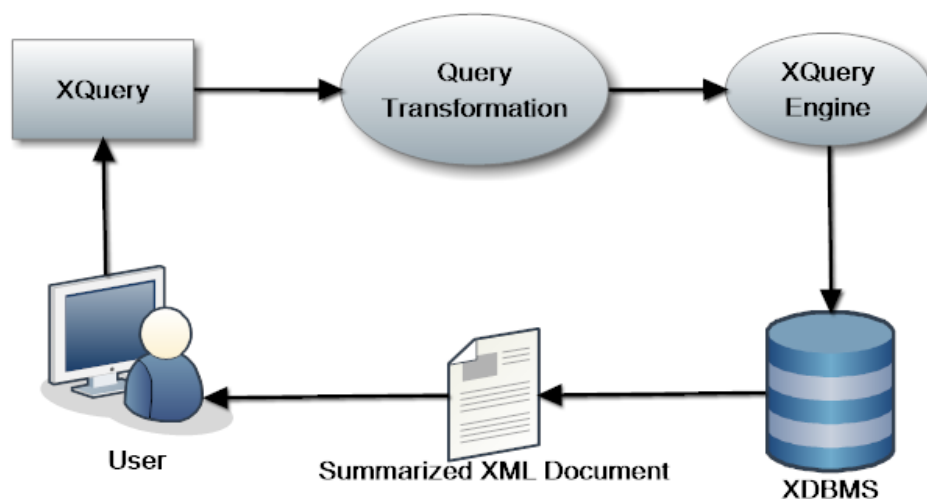 XQuery
Query
Transformation
XQuery
Engine
User
Summarized XML Document
XDBMS